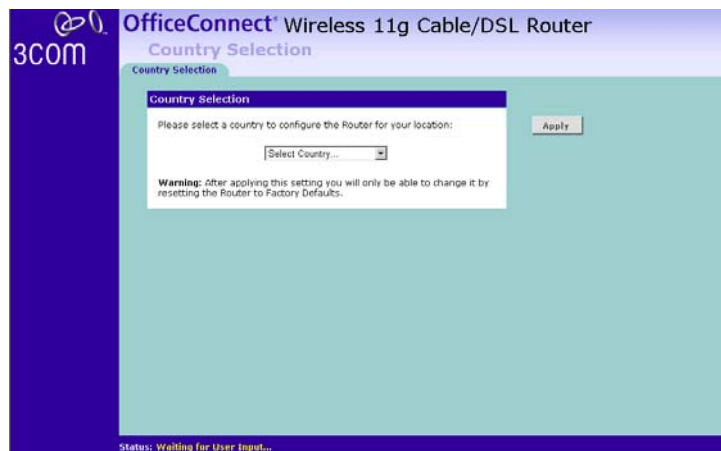 3COM
OfficeConnect® Wireless 11g Cable/DSL Router
Country Selection
Country Selection
Country Selection
Please select a country to configure the Router for your location:
Apply
Select Country...
Warning: After applying this setting you will only be able to change it by
resetting the Router to Factory Defaults.
Status: Waiting for User Input...